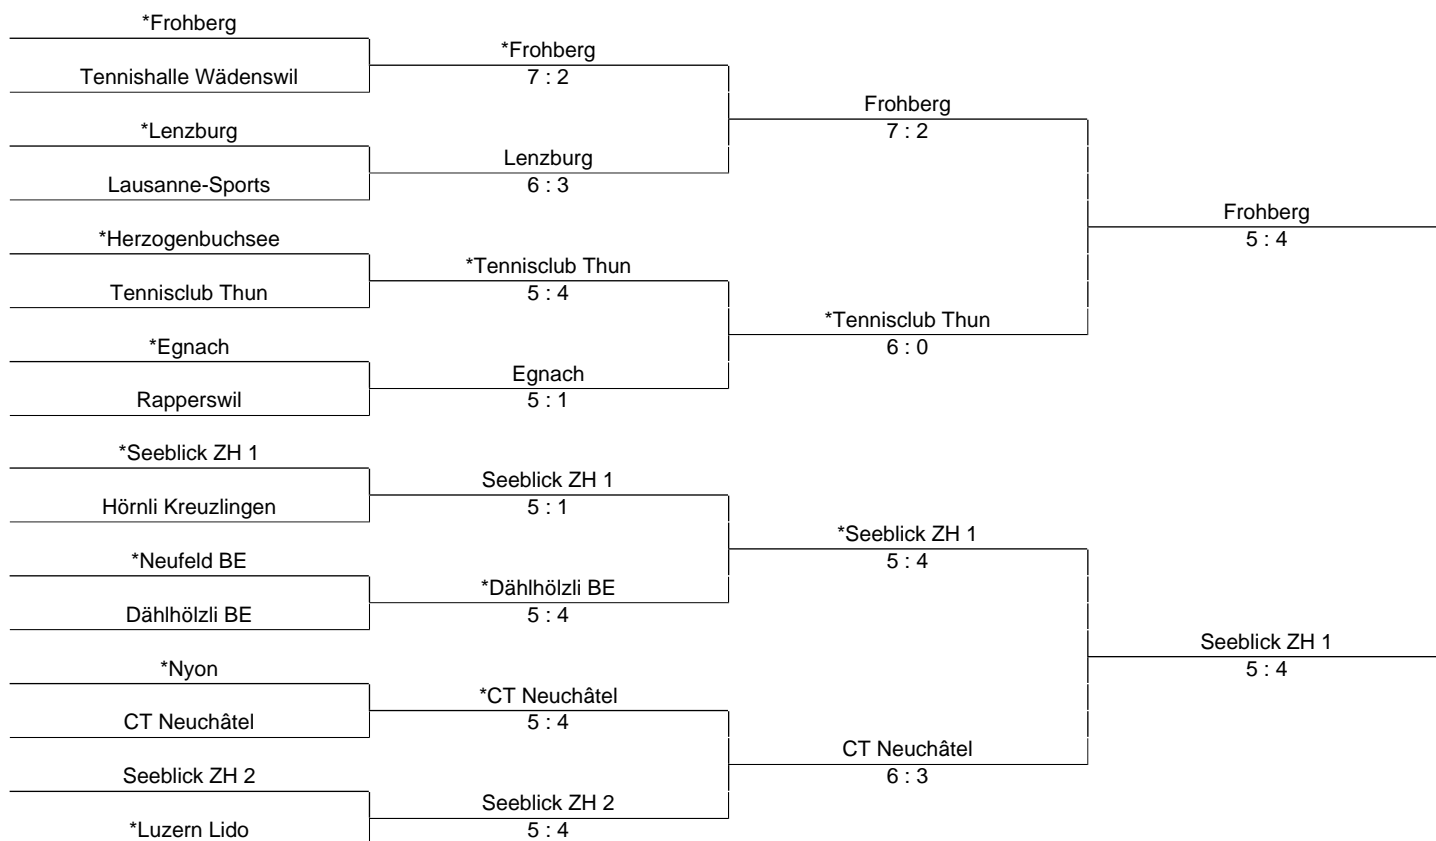 *Frohberg
Tennishalle Wädenswil
*Lenzburg
Lausanne-Sports
*Herzogenbuchsee
Tennisclub Thun
*Egnach
Rapperswil
*Seeblick ZH 1
Hörnli Kreuzlingen
*Neufeld BE
Dählhölzli BE
*Nyon
CT Neuchâtel
Seeblick ZH 2
*Luzern Lido
*Frohberg
7 : 2
Lenzburg
6 : 3
*Tennisclub Thun
5 : 4
Egnach
5 : 1
Seeblick ZH 1
5 : 1
*Dählhölzli BE
5 : 4
*CT Neuchâtel
5 : 4
Seeblick ZH 2
5 : 4
Frohberg
7 : 2
*Tennisclub Thun
6 : 0
*Seeblick ZH 1
5 : 4
CT Neuchâtel
6 : 3
Frohberg
5 : 4
Seeblick ZH 1
5 : 4